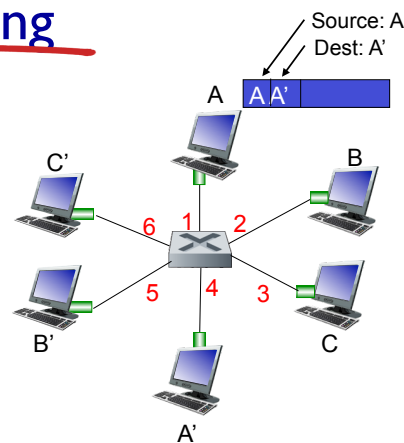 ng
Source: A
Dest: A’
A A A’
C’
B
6 1 2
5 4 3
B’
C
A’